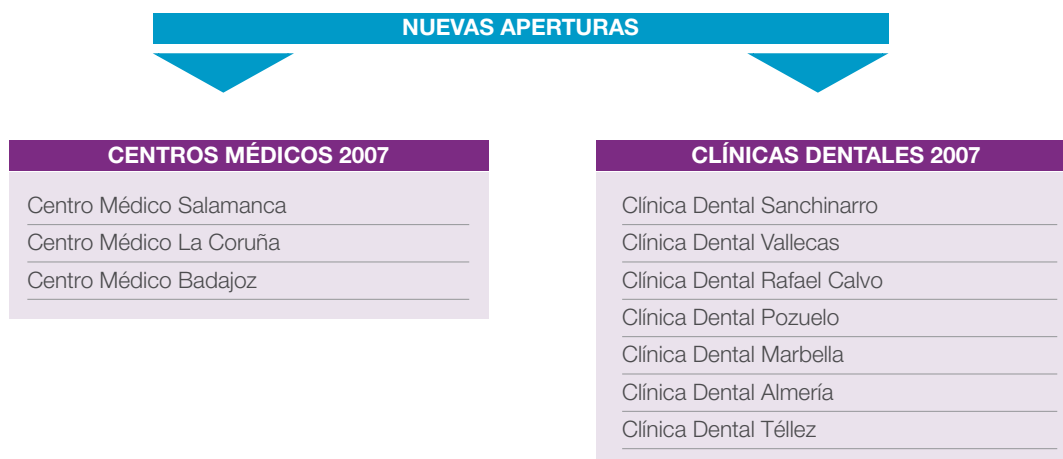 NUEVAS APERTURAS
CENTROS MÉDICOS 2007
Centro Médico Salamanca
Centro Médico La Coruña
Centro Médico Badajoz
CLÍNICAS DENTALES 2007
Clínica Dental Sanchinarro
Clínica Dental Vallecas
Clínica Dental Rafael Calvo
Clínica Dental Pozuelo
Clínica Dental Marbella
Clínica Dental Almería
Clínica Dental Téllez